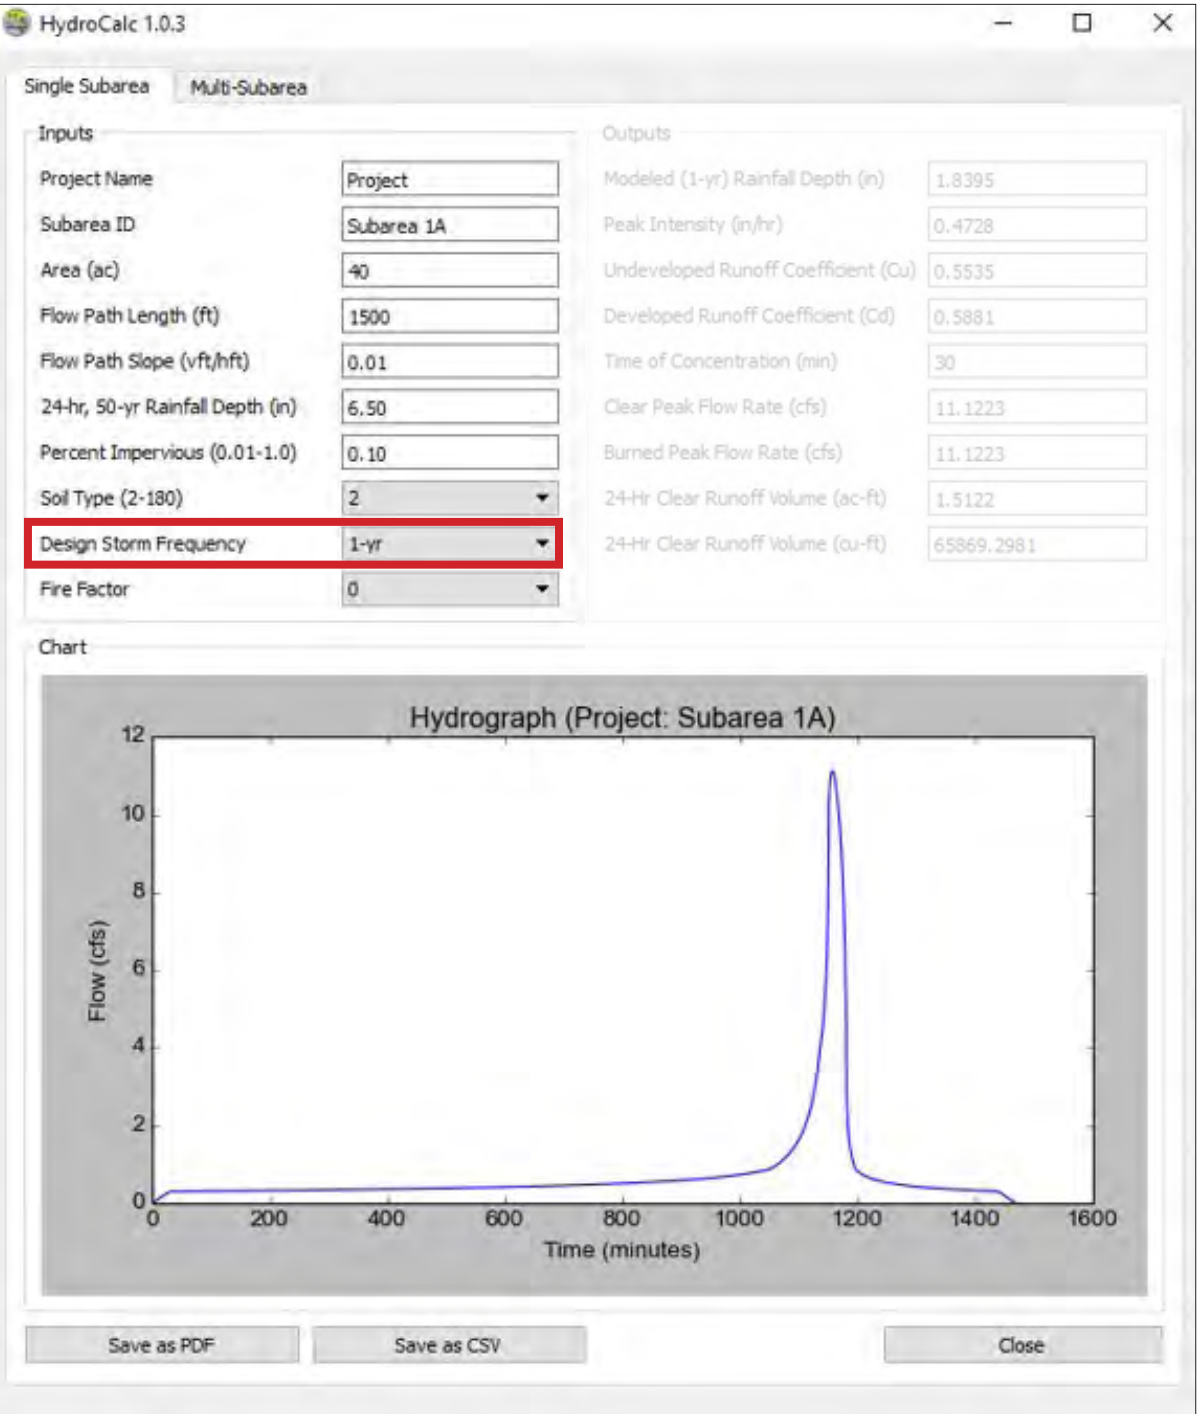 HydroCalc 1.0.3
Single Subarea Multi-Subarea
Inputs
Project Name Project
Subarea ID Subarea 1A
Area (ac) 40
Flow Path Length (ft) 1500
Flow Path Slope (vft/hft) 0.01
24-hr, 50-yr Rainfall Depth (in) 6.50
Percent Impervious (0.01-1.0) 0.10
Soil Type (2-180) 2
Design Storm Frequency 1-yr
Fire Factor 0
Outputs
Modeled (1-yr) Rainfall Depth (in) 1.8395
Peak Intensity (in/hr) 0.4728
Undeveloped Runoff Coefficient (Cu) 0.5535
Developed Runoff Coefficient (Cd) 0.5881
Time of Concentration (min) 30
Clear Peak Flow Rate (cfs) 11.1223
Burned Peak Flow Rate (cfs) 11.1223
24-Hr Clear Runoff Volume (ac-ft) 1.5122
24-Hr Clear Runoff Volume (cu-ft) 65869.2981
Chart
Hydrograph (Project: Subarea 1A)
12
10
8
6
4
2
0
Flow (cfs)
0 200 400 600 800 1000 1200 1400 1600
Time (minutes)
Save as PDF Save as CSV Close